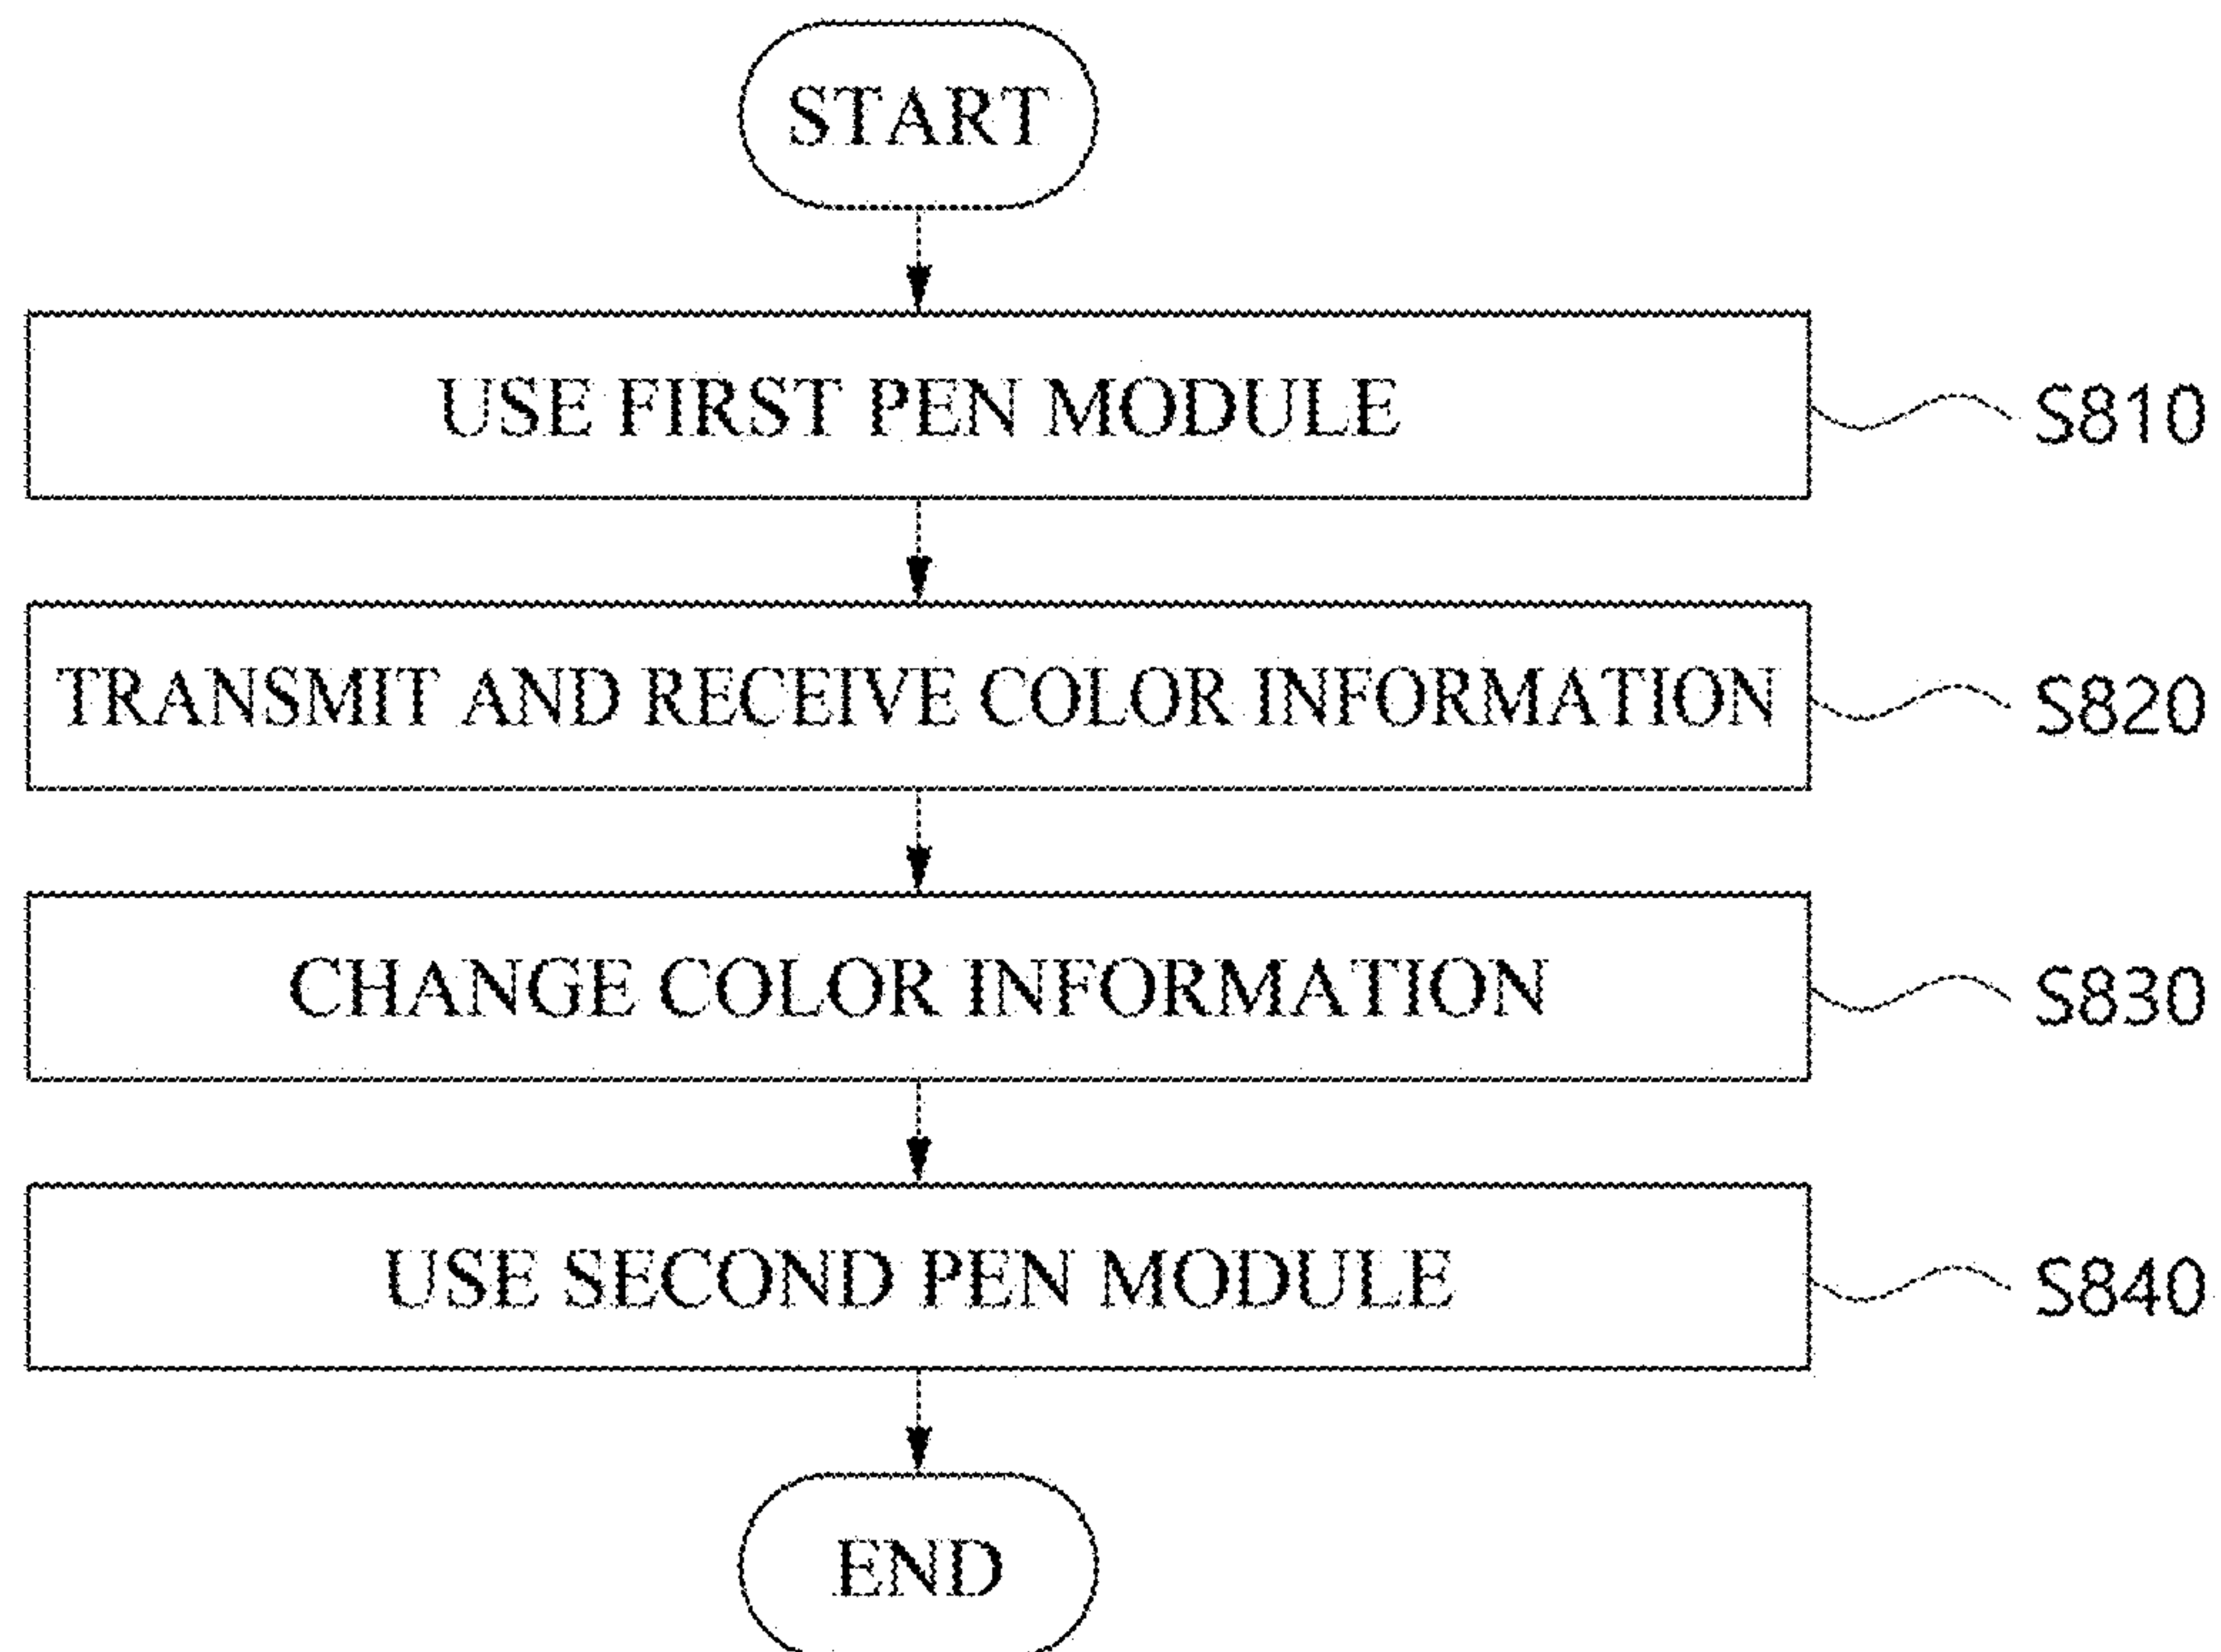 START
USE FIRST PEN MODULE
S810
TRANSMIT AND RECEIVE COLOR INFORMATION
S820
CHANGE COLOR INFORMATION
S830
USE SECOND PEN MODULE
S840
END